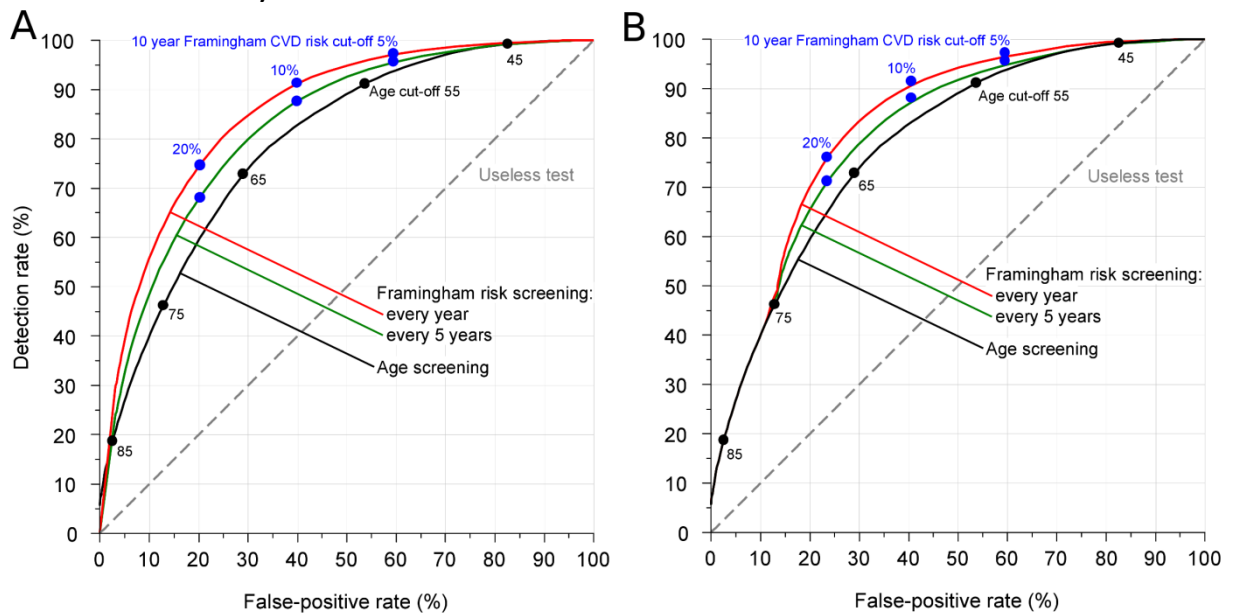 A
B
Detection rate (%)
100
90
80
70
60
50
40
30
20
10
0
10 year Framingham CVD risk cut-off 5%
10%
20%
45
Age cut-off 55
65
75
85
Useless test
Framingham risk screening:
every year
every 5 years
Age screening
0 10 20 30 40 50 60 70 80 90 100
False-positive rate (%)
100
90
80
70
60
50
40
30
20
10
0
10 year Framingham CVD risk cut-off 5%
10%
20%
45
Age cut-off 55
65
75
85
Useless test
Framingham risk screening:
every year
every 5 years
Age screening
0 10 20 30 40 50 60 70 80 90 100
False-positive rate (%)